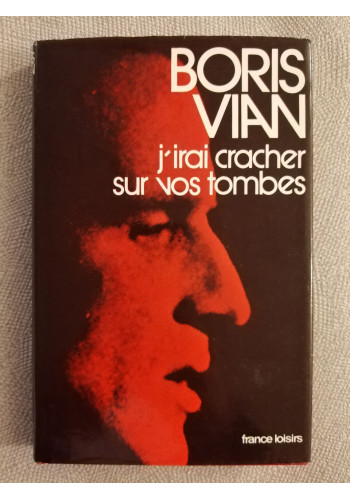 BORIS
VIAN
j'irai cracher
sur vos tombes
france loisirs